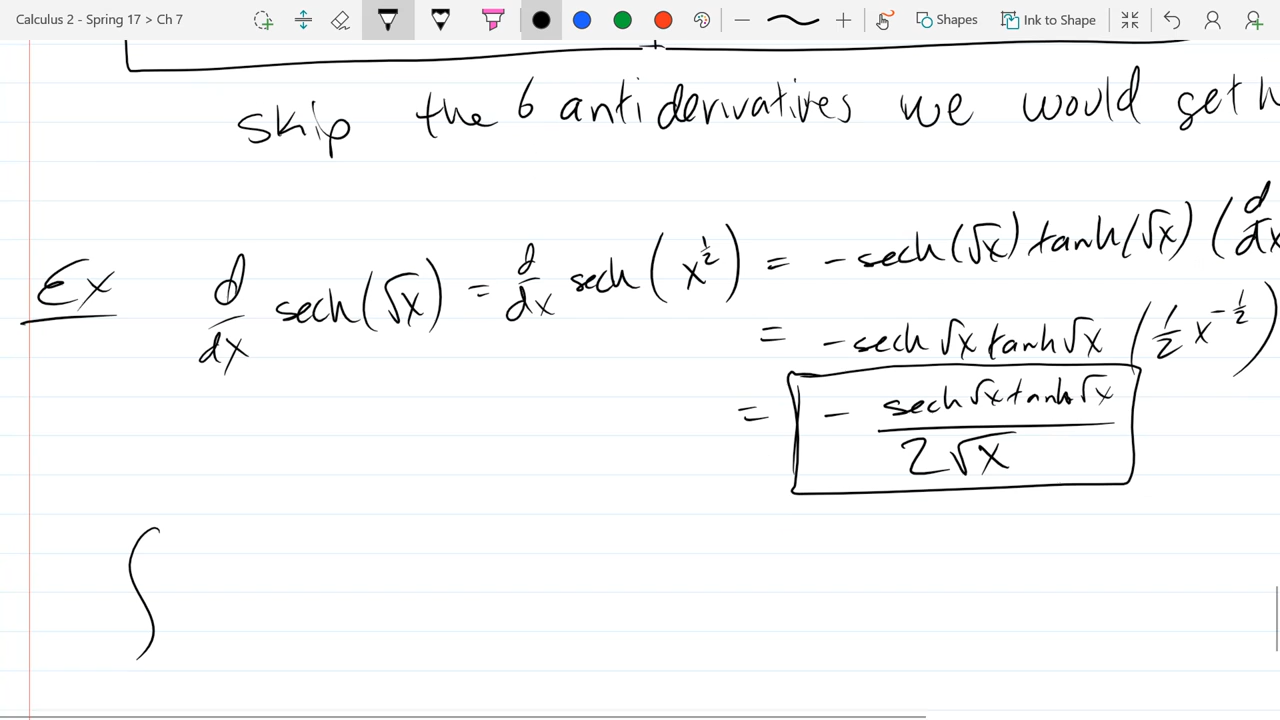 Calculus 2 - Spring 17 > Ch 7
Shapes
Ink to Shape
skip the 6 antiderivatives we would get h
Ex d/dx sech(√x) = d/dx sech(x^{1/2}) = -sech(√x) tanh(√x) (d/dx
= -sech √x tanh √x (1/2 x^{-1/2})
= - sech √x tanh √x / 2√x
∫